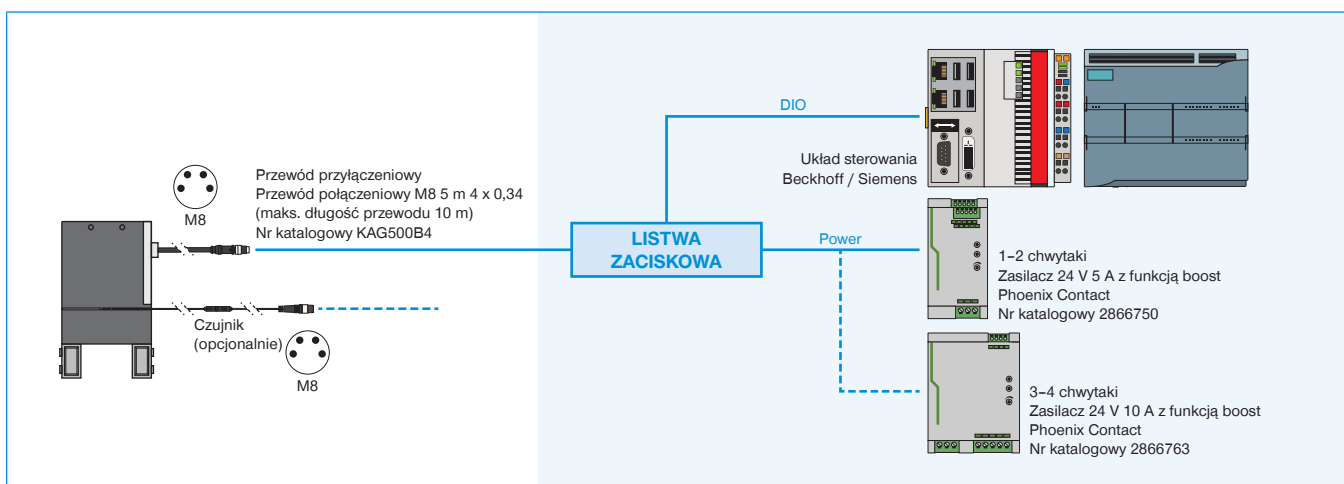 DIO
Układ sterowania
Beckhoff / Siemens
M8
Przewód przyłączeniowy
Przewód połączeniowy M8 5 m 4 x 0,34
(maks. długość przewodu 10 m)
Nr katalogowy KAG500B4
LISTWA
ZACISKOWA
Power
1–2 chwytaki
Zasilacz 24 V 5 A z funkcją boost
Phoenix Contact
Nr katalogowy 2866750
Czujnik
(opcjonalnie)
M8
3–4 chwytaki
Zasilacz 24 V 10 A z funkcją boost
Phoenix Contact
Nr katalogowy 2866763